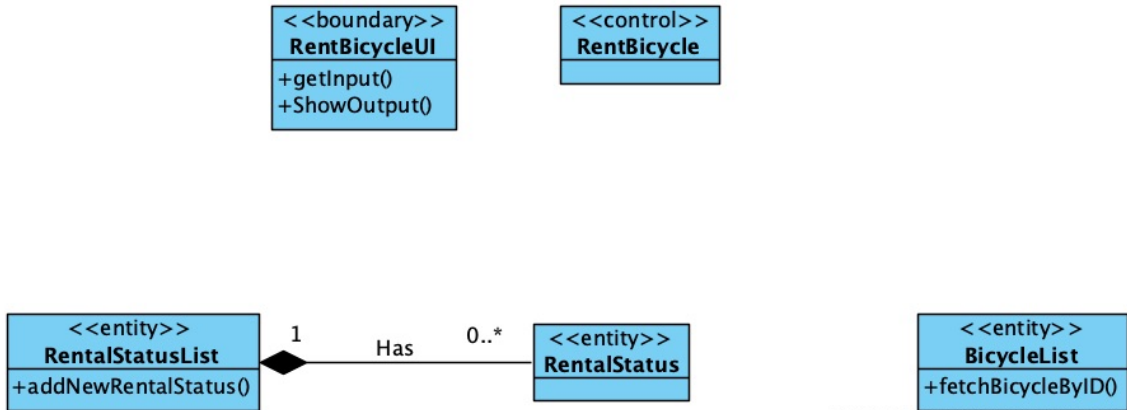 <<boundary>>
RentBicycleUI
+getInput()
+ShowOutput()
<<control>>
RentBicycle
<<entity>>
RentalStatusList
+addNewRentalStatus()
1
Has
0..*
<<entity>>
RentalStatus
<<entity>>
BicycleList
+fetchBicycleByID()